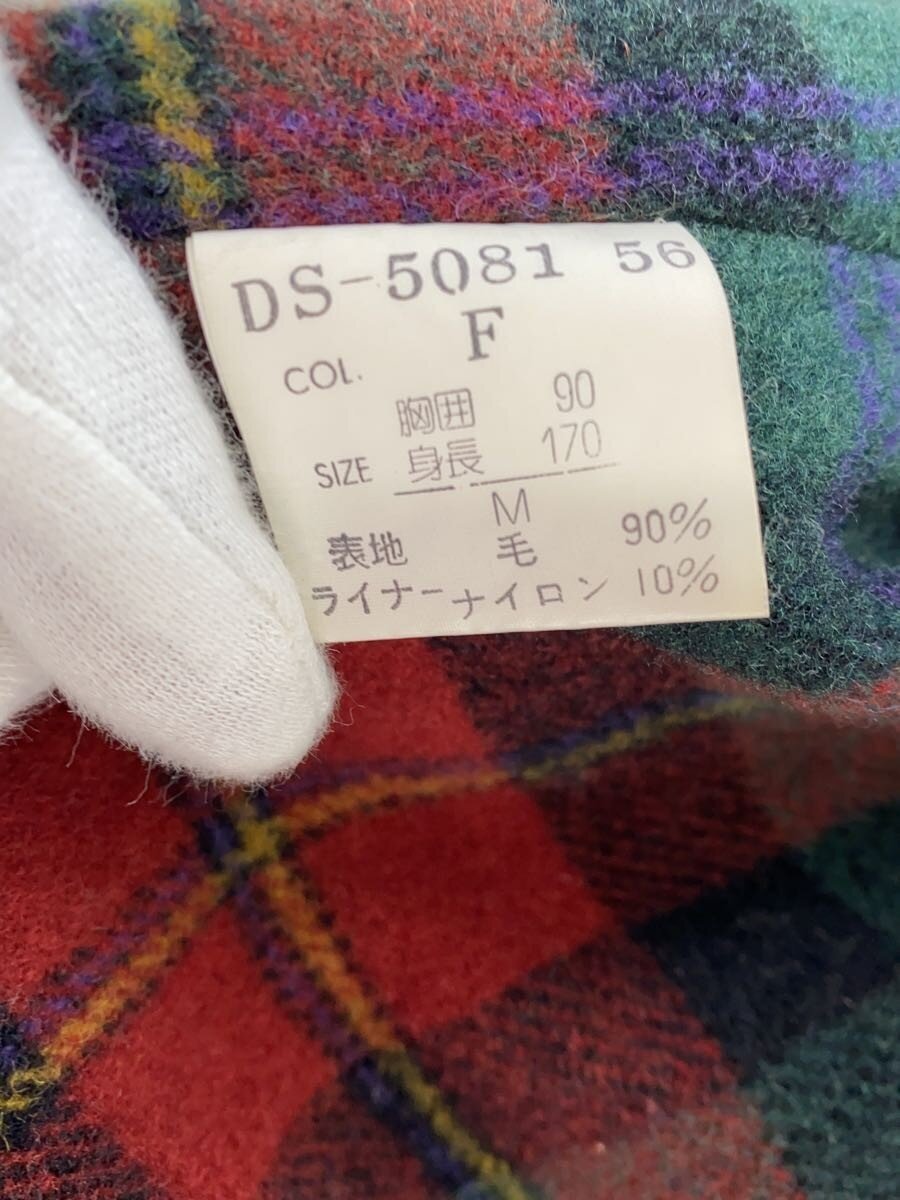 DS-5081 56
COL. F
胸囲 90
SIZE 身長 170
M
表地 毛 90%
ライナー ナイロン 10%